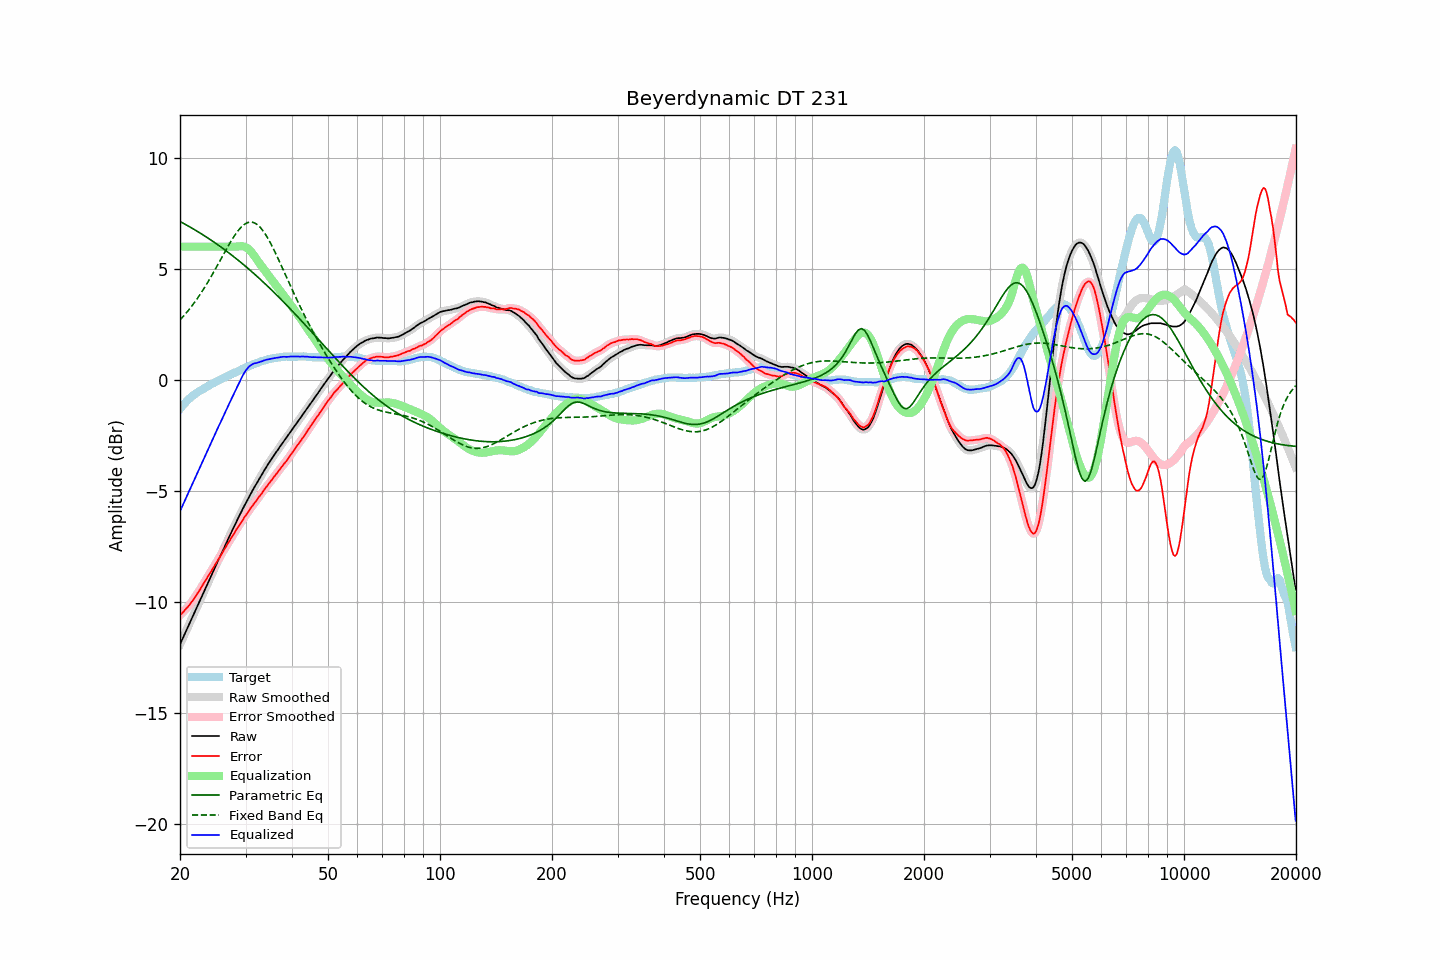 Beyerdynamic DT 231
Amplitude (dBr)
10
5
0
−5
−10
−15
−20
Target
Raw Smoothed
Error Smoothed
Raw
Error
Equalization
Parametric Eq
Fixed Band Eq
Equalized
20
50
100
200
500
1000
2000
5000
10000
20000
Frequency (Hz)